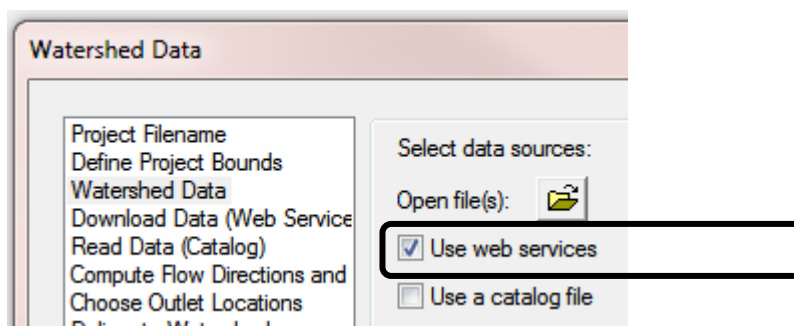 Watershed Data
Project Filename
Define Project Bounds
Watershed Data
Download Data (Web Service
Read Data (Catalog)
Compute Flow Directions and
Choose Outlet Locations
Select data sources:
Open file(s):
Use web services
Use a catalog file